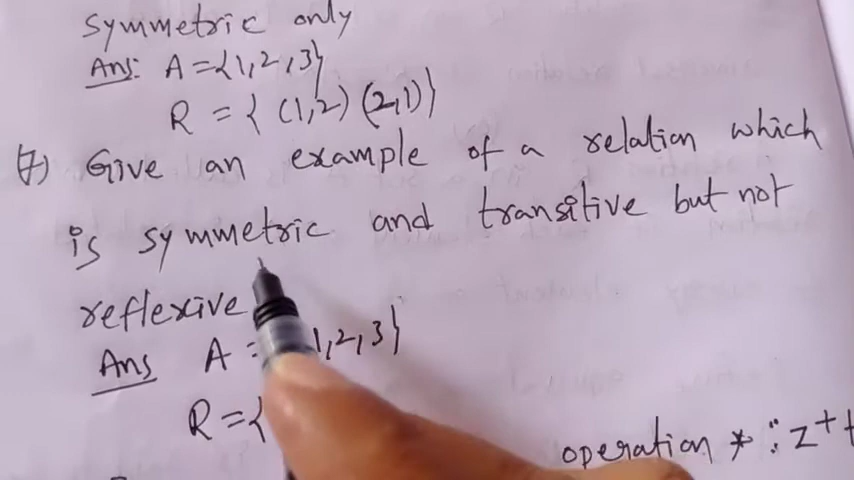 symmetric only
Ans: A = {1,2,3}
R = { (1,2) (2,1)}
(7) Give an example of a relation which
is symmetric and transitive but not
reflexive
Ans A = 1,2,3}
R = {
operation * : Z+